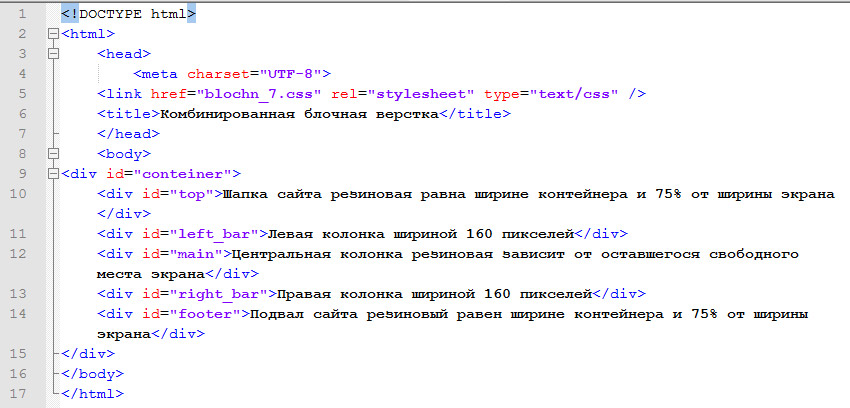 1 <!DOCTYPE html>
2 <html>
3 <head>
4 <meta charset="UTF-8">
5 <link href="blochn_7.css" rel="stylesheet" type="text/css" />
6 <title>Комбинированная блочная верстка</title>
7 </head>
8 <body>
9 <div id="conteiner">
10 <div id="top">Шапка сайта резиновая равна ширине контейнера и 75% от ширины экрана
</div>
11 <div id="left_bar">Левая колонка шириной 160 пикселей</div>
12 <div id="main">Центральная колонка резиновая зависит от оставшегося свободного
места экрана</div>
13 <div id="right_bar">Правая колонка шириной 160 пикселей</div>
14 <div id="footer">Подвал сайта резиновый равен ширине контейнера и 75% от ширины
экрана</div>
15 </div>
16 </body>
17 </html>